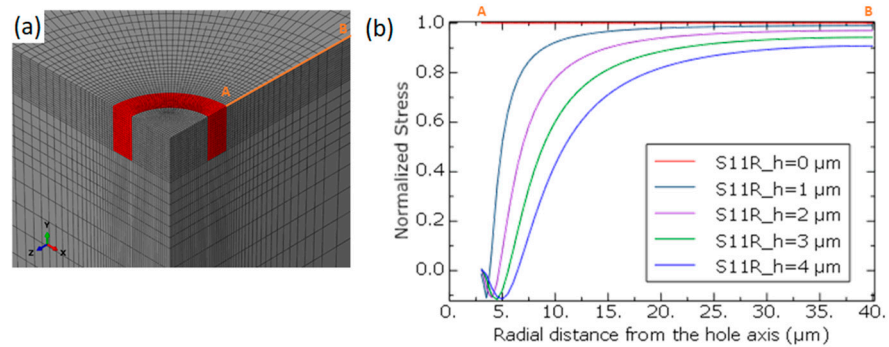 (a)
B
A
Y
Z
X
(b)
A
B
Normalized Stress
1.0
0.8
0.6
0.4
0.2
0.0
S11R_h=0 µm
S11R_h=1 µm
S11R_h=2 µm
S11R_h=3 µm
S11R_h=4 µm
0. 5. 10. 15. 20. 25. 30. 35. 40.
Radial distance from the hole axis (µm)